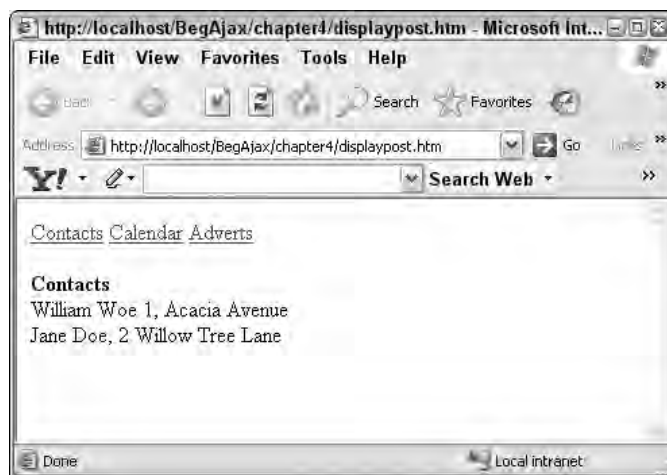 http://localhost/BegAjax/chapter4/displaypost.htm - Microsoft Int...
File Edit View Favorites Tools Help
Back Search Favorites »
Address http://localhost/BegAjax/chapter4/displaypost.htm Go Links »
Y! Search Web »
Contacts Calendar Adverts
Contacts
William Woe 1, Acacia Avenue
Jane Doe, 2 Willow Tree Lane
Done Local intranet